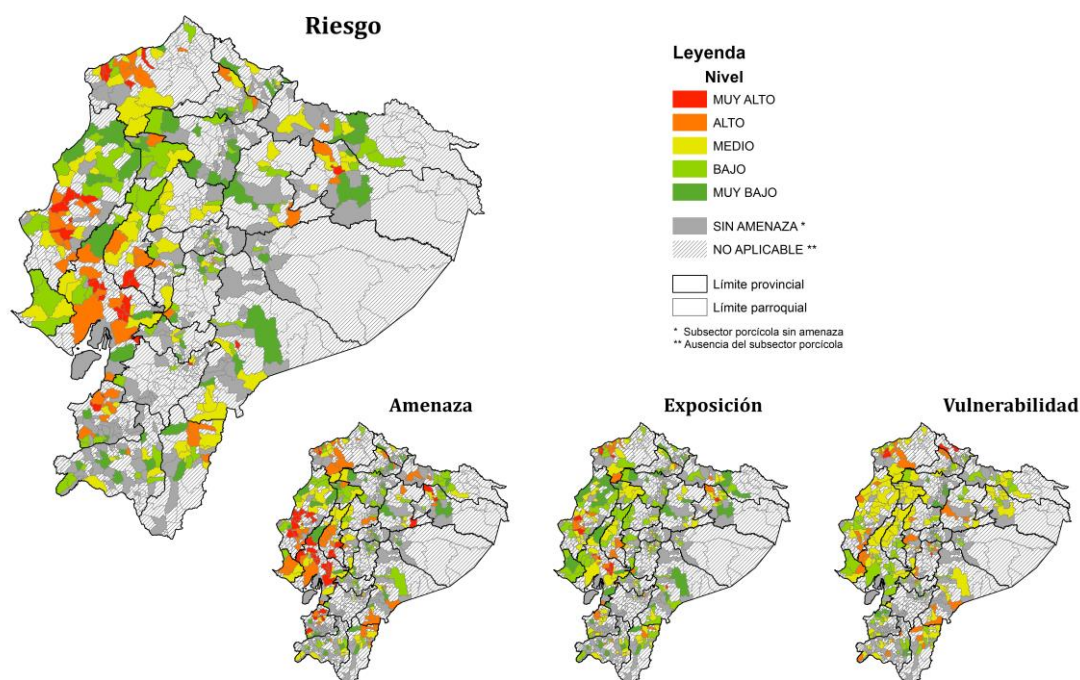 Riesgo
Leyenda
Nivel
MUY ALTO
ALTO
MEDIO
BAJO
MUY BAJO
SIN AMENAZA *
NO APLICABLE **
Límite provincial
Límite parroquial
* Subsector porcícola sin amenaza
** Ausencia del subsector porcícola
Amenaza
Exposición
Vulnerabilidad